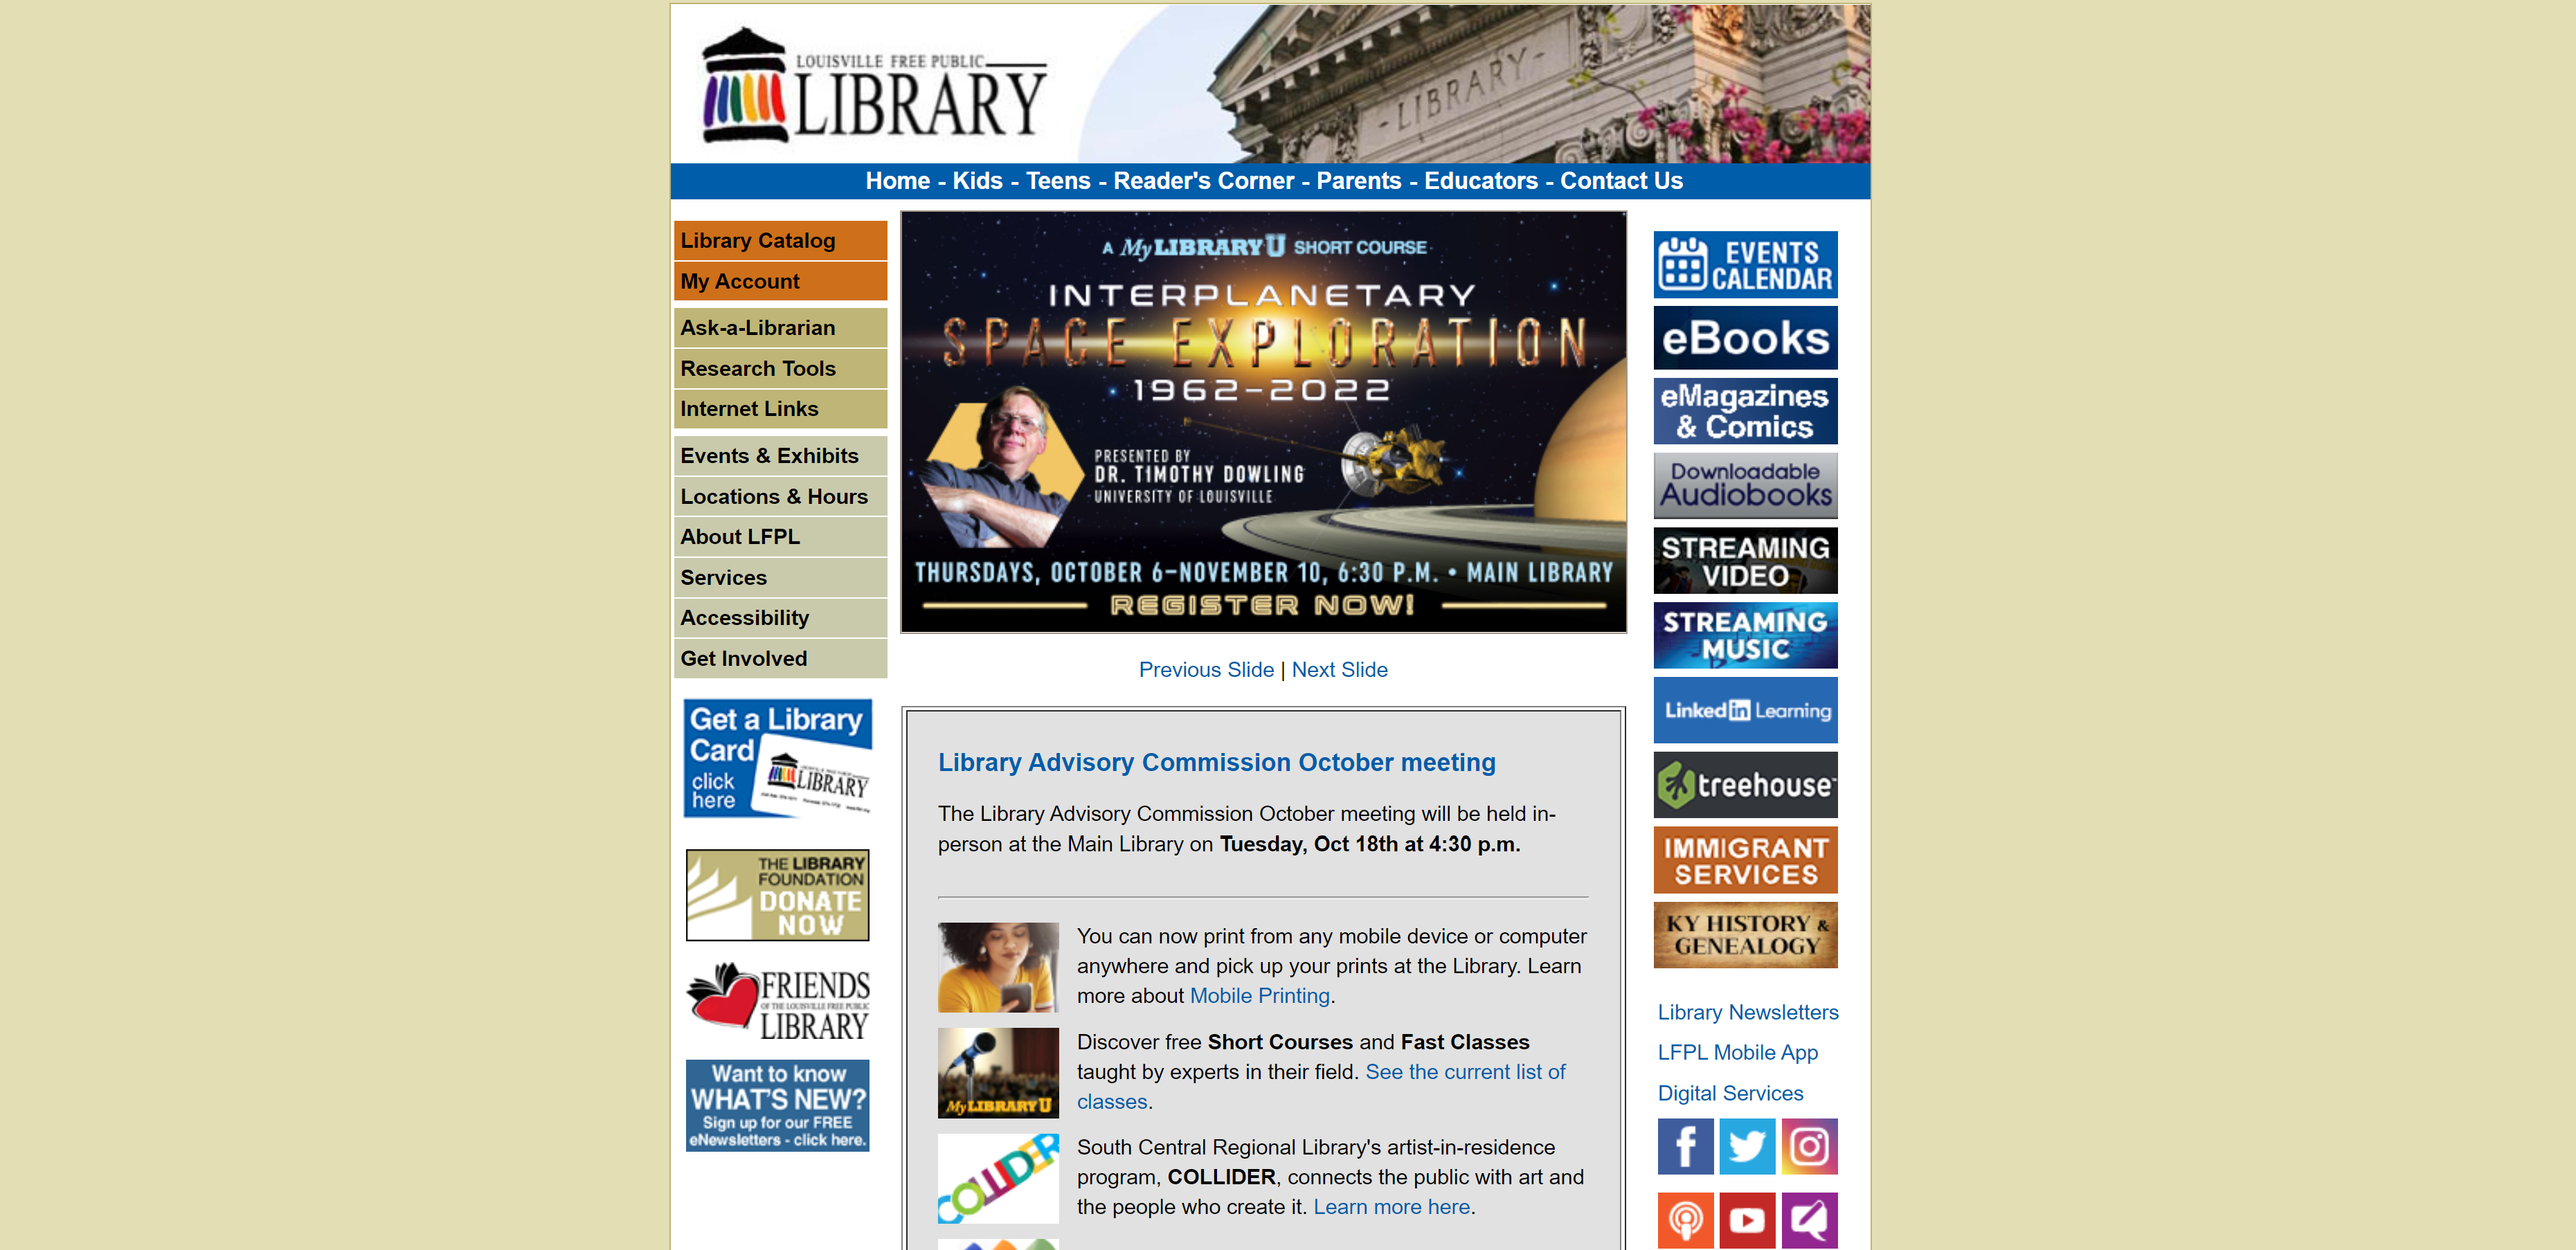 LOUISVILLE FREE PUBLIC
LIBRARY
- LIBRARY -
Home - Kids - Teens - Reader's Corner - Parents - Educators - Contact Us
Library Catalog
My Account
Ask-a-Librarian
Research Tools
Internet Links
Events & Exhibits
Locations & Hours
About LFPL
Services
Accessibility
Get Involved
Get a Library
Card
click
here
LIBRARY
THE LIBRARY
FOUNDATION
DONATE
NOW
FRIENDS
OF THE LOUISVILLE FREE PUBLIC
LIBRARY
Want to know
WHAT'S NEW?
Sign up for our FREE
eNewsletters - click here.
A My LIBRARY U SHORT COURSE
INTERPLANETARY
SPACE EXPLORATION
1962-2022
PRESENTED BY
DR. TIMOTHY DOWLING
UNIVERSITY OF LOUISVILLE
THURSDAYS, OCTOBER 6–NOVEMBER 10, 6:30 P.M. • MAIN LIBRARY
REGISTER NOW!
Previous Slide | Next Slide
Library Advisory Commission October meeting
The Library Advisory Commission October meeting will be held in-
person at the Main Library on Tuesday, Oct 18th at 4:30 p.m.
You can now print from any mobile device or computer
anywhere and pick up your prints at the Library. Learn
more about Mobile Printing.
My LIBRARY U
Discover free Short Courses and Fast Classes
taught by experts in their field. See the current list of
classes.
COLLIDER
South Central Regional Library's artist-in-residence
program, COLLIDER, connects the public with art and
the people who create it. Learn more here.
EVENTS
CALENDAR
eBooks
eMagazines
& Comics
Downloadable
Audiobooks
STREAMING
VIDEO
STREAMING
MUSIC
Linked in Learning
treehouse™
IMMIGRANT
SERVICES
KY HISTORY &
GENEALOGY
Library Newsletters
LFPL Mobile App
Digital Services